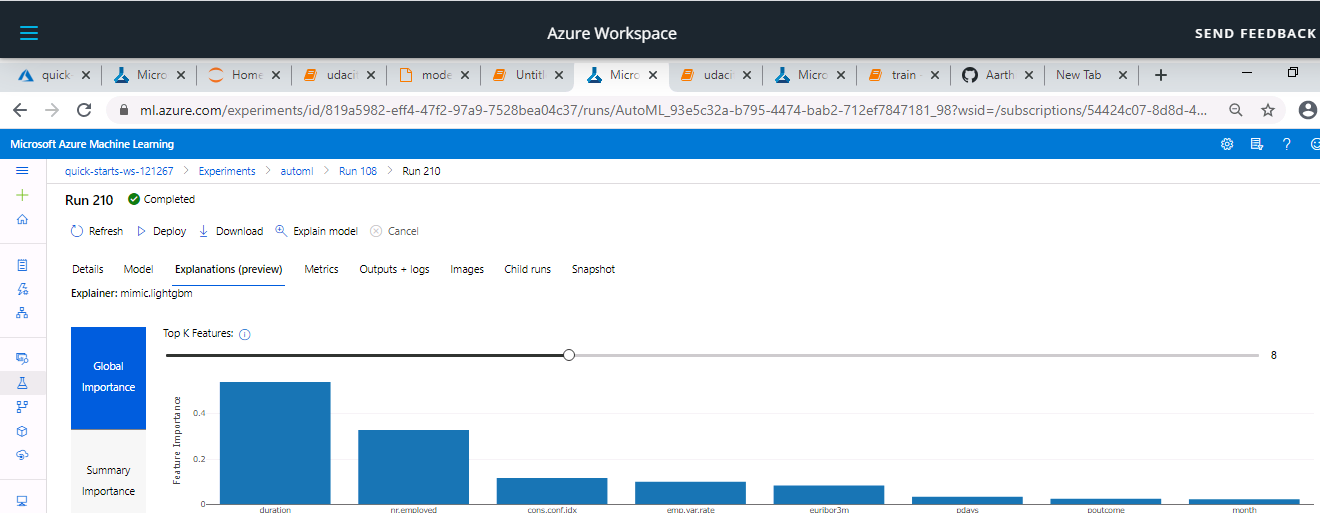 Azure Workspace
SEND FEEDBACK
quick-
Micro
Home
udacit
mode
Untitl
Micro
udaci
Micro
train -
Aarth
New Tab
ml.azure.com/experiments/id/819a5982-eff4-47f2-97a9-7528bea04c37/runs/AutoML_93e5c32a-b795-4474-bab2-712ef7847181_98?wsid=/subscriptions/54424c07-8d8d-4...
Microsoft Azure Machine Learning
quick-starts-ws-121267 > Experiments > automl > Run 108 > Run 210
Run 210 Completed
Refresh Deploy Download Explain model Cancel
Details Model Explanations (preview) Metrics Outputs + logs Images Child runs Snapshot
Explainer: mimic.lightgbm
Top K Features:
8
Global
Importance
Summary
Importance
Feature Importance
0.4
0.2
0
duration nr.employed cons.conf.idx emp.var.rate euribor3m pdays poutcome month